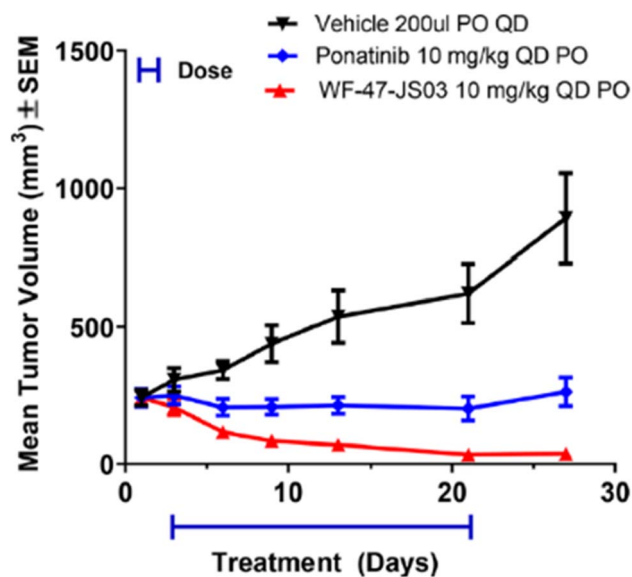 Vehicle 200ul PO QD
Ponatinib 10 mg/kg QD PO
WF-47-JS03 10 mg/kg QD PO
Dose
Mean Tumor Volume (mm³) ± SEM
1500
1000
500
0
0 10 20 30
Treatment (Days)